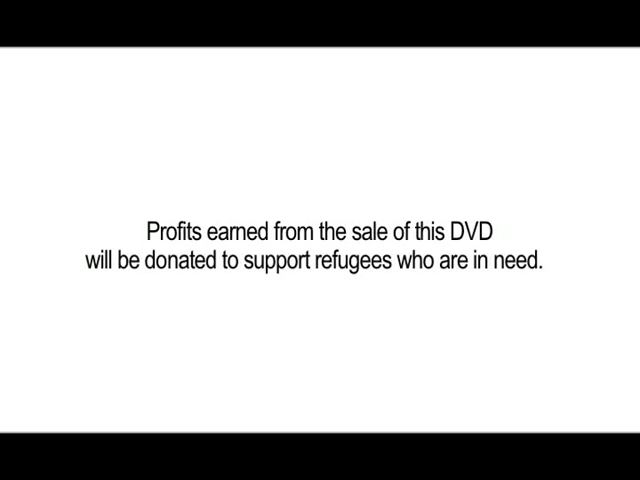 Profits earned from the sale of this DVD
will be donated to support refugees who are in need.